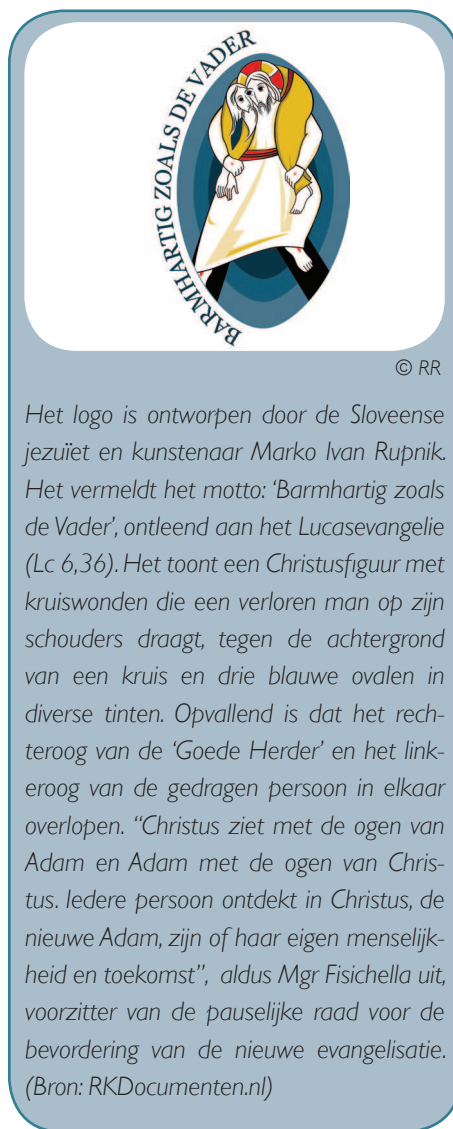 BARMHARTIG ZOALS DE VADER
© RR
Het logo is ontworpen door de Sloveense
jezuïet en kunstenaar Marko Ivan Rupnik.
Het vermeldt het motto: ‘Barmhartig zoals
de Vader’, ontleend aan het Lucasevangelie
(Lc 6,36). Het toont een Christusfiguur met
kruiswonden die een verloren man op zijn
schouders draagt, tegen de achtergrond
van een kruis en drie blauwe ovalen in
diverse tinten. Opvallend is dat het rech-
teroog van de ‘Goede Herder’ en het link-
eroog van de gedragen persoon in elkaar
overlopen. “Christus ziet met de ogen van
Adam en Adam met de ogen van Chris-
tus. Iedere persoon ontdekt in Christus, de
nieuwe Adam, zijn of haar eigen menselijk-
heid en toekomst”, aldus Mgr Fisichella uit,
voorzitter van de pauselijke raad voor de
bevordering van de nieuwe evangelisatie.
(Bron: RKDocumenten.nl)